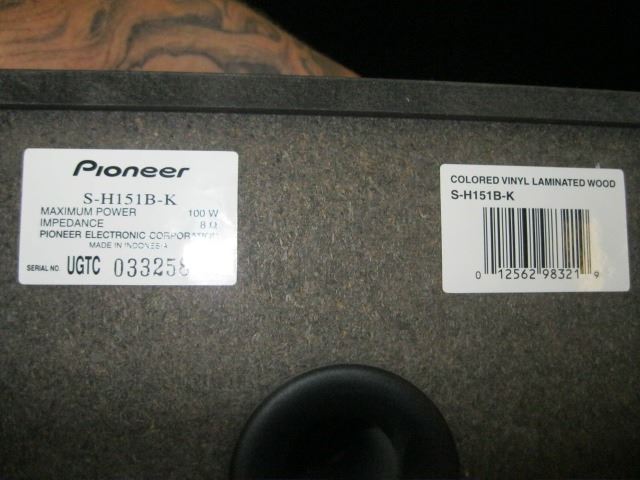 Pioneer
S-H151B-K
MAXIMUM POWER 100 W
IMPEDANCE 8 Ω
PIONEER ELECTRONIC CORPORATION
MADE IN INDONESIA
SERIAL NO. UGTC 033258
COLORED VINYL LAMINATED WOOD
S-H151B-K
0 12562 98321 9